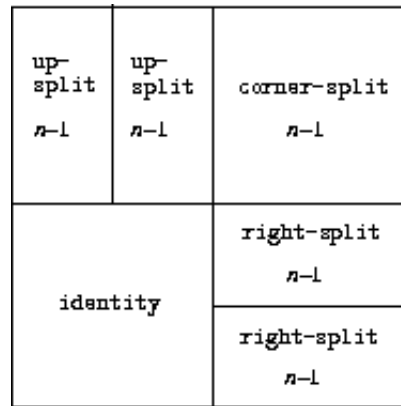 up-
split
n-1
up-
split
n-1
corner-split
n-1
identity
right-split
n-1
right-split
n-1